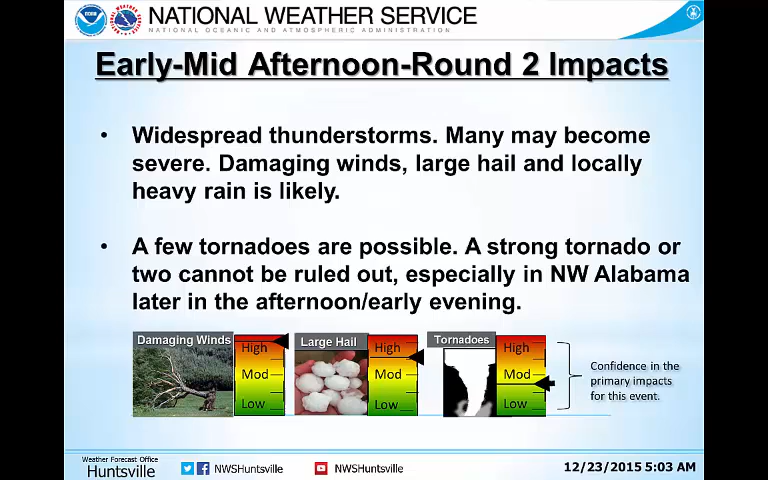 NATIONAL WEATHER SERVICE
NATIONAL OCEANIC AND ATMOSPHERIC ADMINISTRATION
Early-Mid Afternoon-Round 2 Impacts
• Widespread thunderstorms. Many may become
severe. Damaging winds, large hail and locally
heavy rain is likely.
• A few tornadoes are possible. A strong tornado or
two cannot be ruled out, especially in NW Alabama
later in the afternoon/early evening.
Damaging Winds
High
Mod
Low
Large Hail
High
Mod
Low
Tornadoes
High
Mod
Low
Confidence in the
primary impacts
for this event.
Weather Forecast Office
Huntsville
NWSHuntsville
NWSHuntsville
12/23/2015 5:03 AM